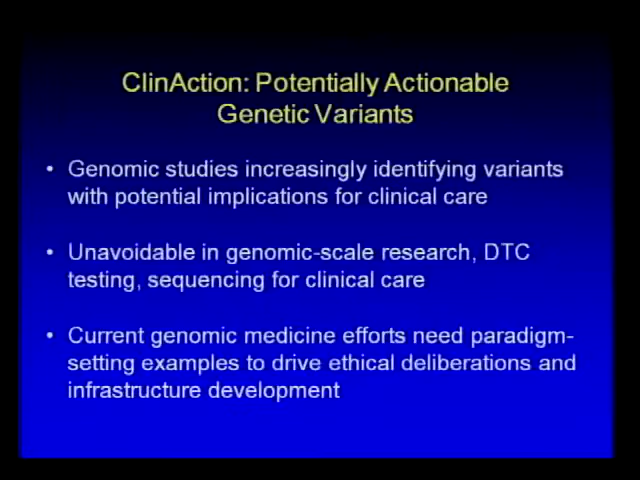 ClinAction: Potentially Actionable
Genetic Variants
• Genomic studies increasingly identifying variants
with potential implications for clinical care
• Unavoidable in genomic-scale research, DTC
testing, sequencing for clinical care
• Current genomic medicine efforts need paradigm-
setting examples to drive ethical deliberations and
infrastructure development